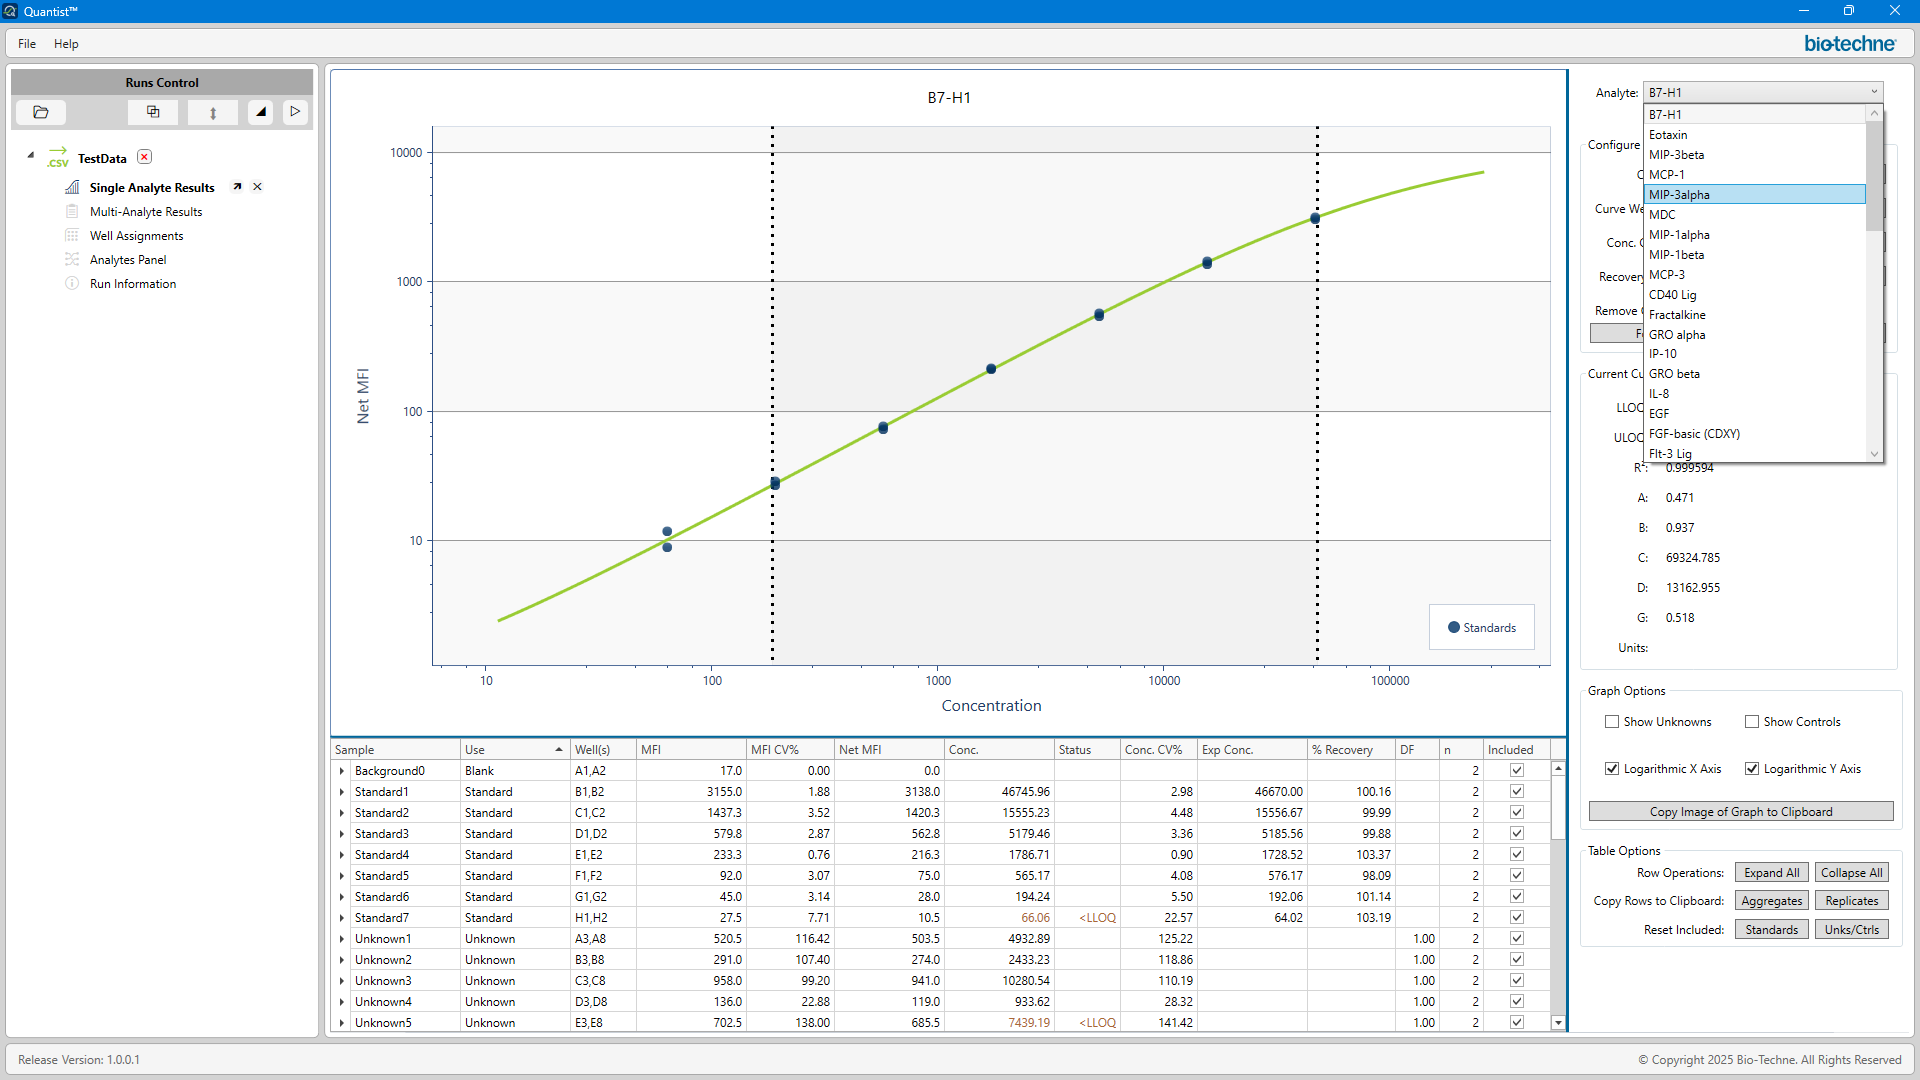 Quantist™
File Help
bio-techne
Runs Control
.CSV TestData
Single Analyte Results
Multi-Analyte Results
Well Assignments
Analytes Panel
Run Information
B7-H1
Net MFI
10000
1000
100
10
10 100 1000 10000 100000
Concentration
Standards
Sample Use Well(s) MFI MFI CV% Net MFI Conc. Status Conc. CV% Exp Conc. % Recovery DF n Included
Background0 Blank A1,A2 17.0 0.00 0.0 2
Standard1 Standard B1,B2 3155.0 1.88 3138.0 46745.96 2.98 46670.00 100.16 2
Standard2 Standard C1,C2 1437.3 3.52 1420.3 15555.23 4.48 15556.67 99.99 2
Standard3 Standard D1,D2 579.8 2.87 562.8 5179.46 3.36 5185.56 99.88 2
Standard4 Standard E1,E2 233.3 0.76 216.3 1786.71 0.90 1728.52 103.37 2
Standard5 Standard F1,F2 92.0 3.07 75.0 565.17 4.08 576.17 98.09 2
Standard6 Standard G1,G2 45.0 3.14 28.0 194.24 5.50 192.06 101.14 2
Standard7 Standard H1,H2 27.5 7.71 10.5 66.06 <LLOQ 22.57 64.02 103.19 2
Unknown1 Unknown A3,A8 520.5 116.42 503.5 4932.89 125.22 1.00 2
Unknown2 Unknown B3,B8 291.0 107.40 274.0 2433.23 118.86 1.00 2
Unknown3 Unknown C3,C8 958.0 99.20 941.0 10280.54 110.19 1.00 2
Unknown4 Unknown D3,D8 136.0 22.88 119.0 933.62 28.32 1.00 2
Unknown5 Unknown E3,E8 702.5 138.00 685.5 7439.19 <LLOQ 141.42 1.00 2
Analyte: B7-H1
B7-H1
Eotaxin
MIP-3beta
MCP-1
MIP-3alpha
MDC
MIP-1alpha
MIP-1beta
MCP-3
CD40 Lig
Fractalkine
GRO alpha
IP-10
GRO beta
IL-8
EGF
FGF-basic (CDXY)
Flt-3 Lig
Configure
Conc.
Recovery
Remove
Current
LLOQ
ULOQ
R²: 0.999594
A: 0.471
B: 0.937
C: 69324.785
D: 13162.955
G: 0.518
Units:
Graph Options
Show Unknowns Show Controls
Logarithmic X Axis Logarithmic Y Axis
Copy Image of Graph to Clipboard
Table Options
Row Operations: Expand All Collapse All
Copy Rows to Clipboard: Aggregates Replicates
Reset Included: Standards Unks/Ctrls
Release Version: 1.0.0.1
© Copyright 2025 Bio-Techne. All Rights Reserved